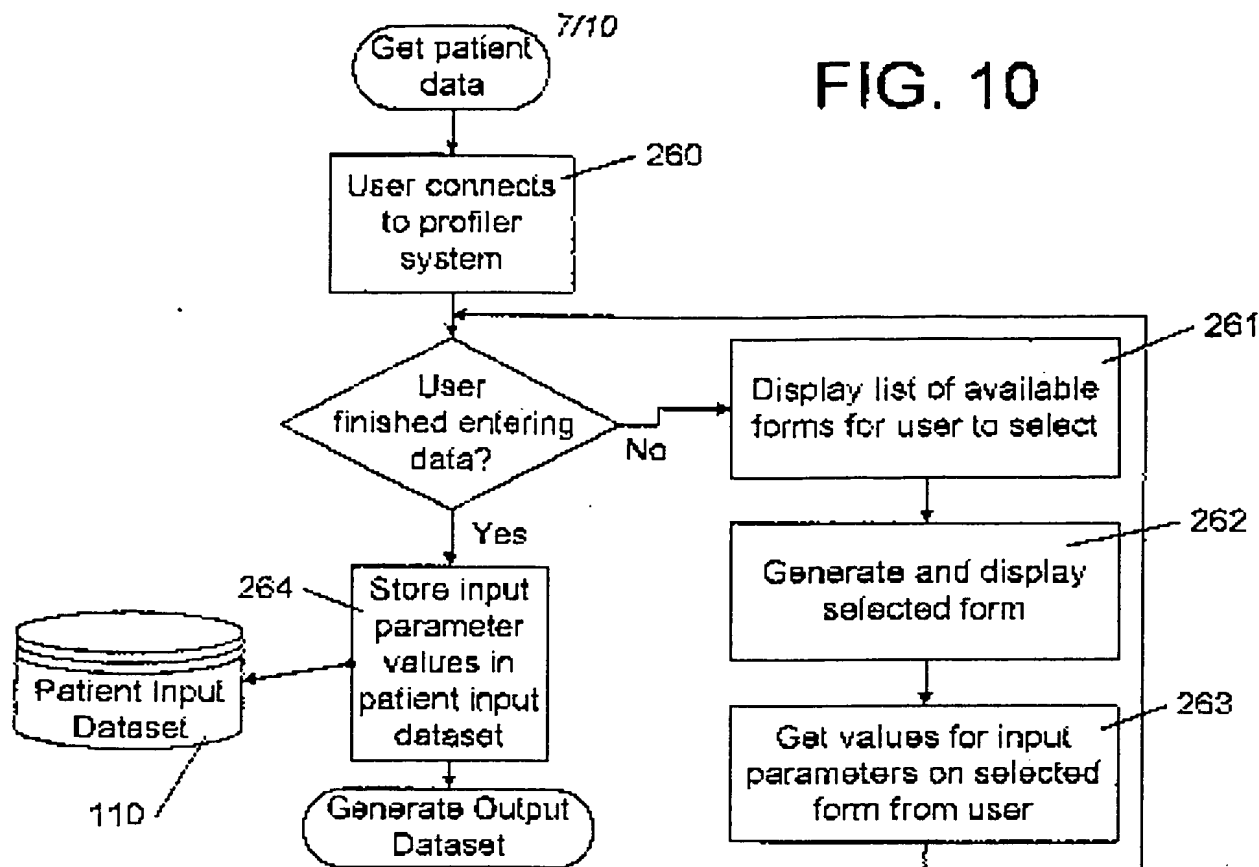 7/10
FIG. 10
Get patient
data
260
User connects
to profiler
system
User
finished entering
data?
No
Yes
261
Display list of available
forms for user to select
262
Generate and display
selected form
263
Get values for input
parameters on selected
form from user
264
Store input
parameter
values in
patient input
dataset
Patient Input
Dataset
110
Generate Output
Dataset